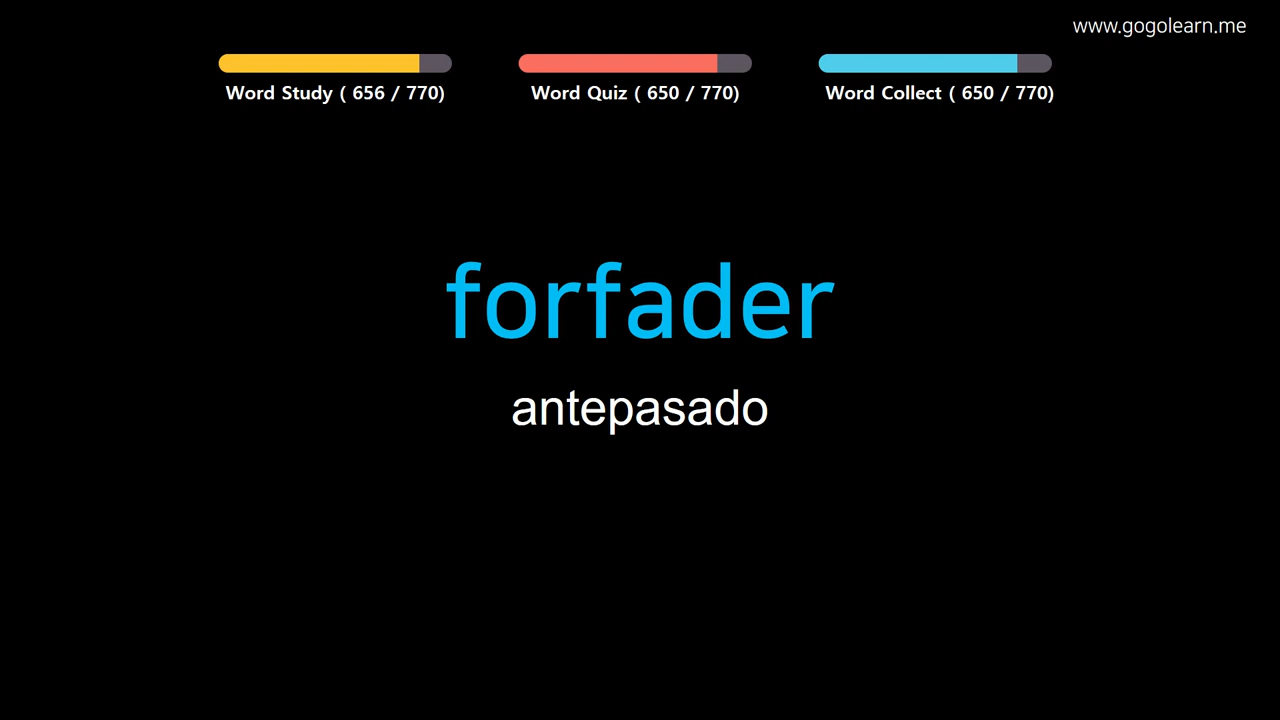 www.gogolearn.me
Word Study ( 656 / 770)
Word Quiz ( 650 / 770)
Word Collect ( 650 / 770)
forfader
antepasado